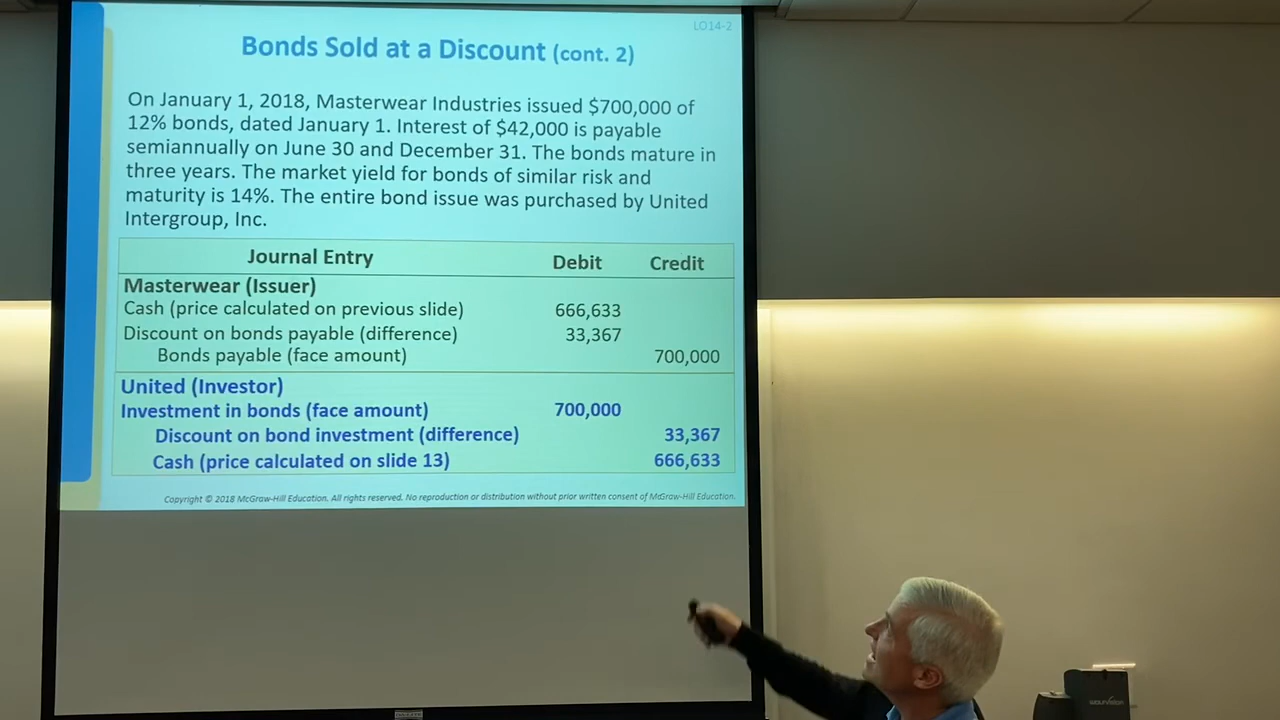 LO14-2
Bonds Sold at a Discount (cont. 2)
On January 1, 2018, Masterwear Industries issued $700,000 of
12% bonds, dated January 1. Interest of $42,000 is payable
semiannually on June 30 and December 31. The bonds mature in
three years. The market yield for bonds of similar risk and
maturity is 14%. The entire bond issue was purchased by United
Intergroup, Inc.
Journal Entry Debit Credit
Masterwear (Issuer)
Cash (price calculated on previous slide) 666,633
Discount on bonds payable (difference) 33,367
Bonds payable (face amount) 700,000
United (Investor)
Investment in bonds (face amount) 700,000
Discount on bond investment (difference) 33,367
Cash (price calculated on slide 13) 666,633
Copyright © 2018 McGraw-Hill Education. All rights reserved. No reproduction or distribution without prior written consent of McGraw-Hill Education.